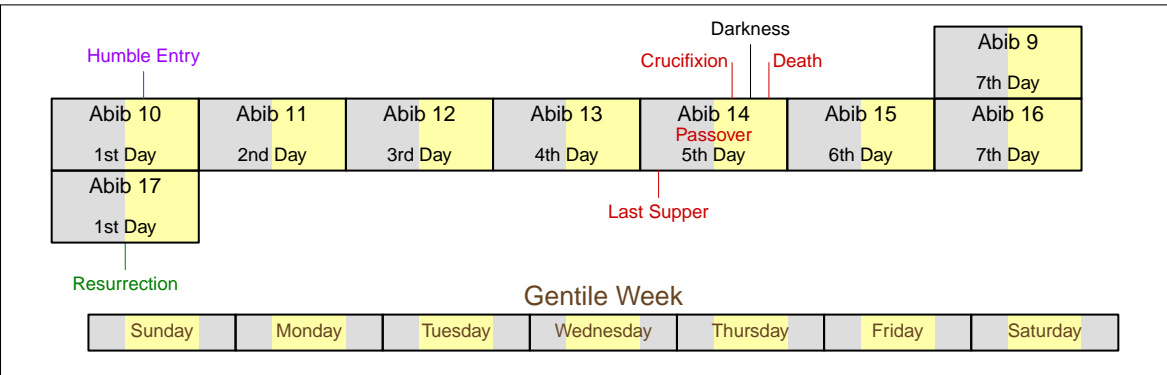 Darkness
Humble Entry
Crucifixion
Death
Abib 9
7th Day
Abib 10
1st Day
Abib 11
2nd Day
Abib 12
3rd Day
Abib 13
4th Day
Abib 14
Passover
5th Day
Abib 15
6th Day
Abib 16
7th Day
Abib 17
1st Day
Last Supper
Resurrection
Gentile Week
Sunday
Monday
Tuesday
Wednesday
Thursday
Friday
Saturday